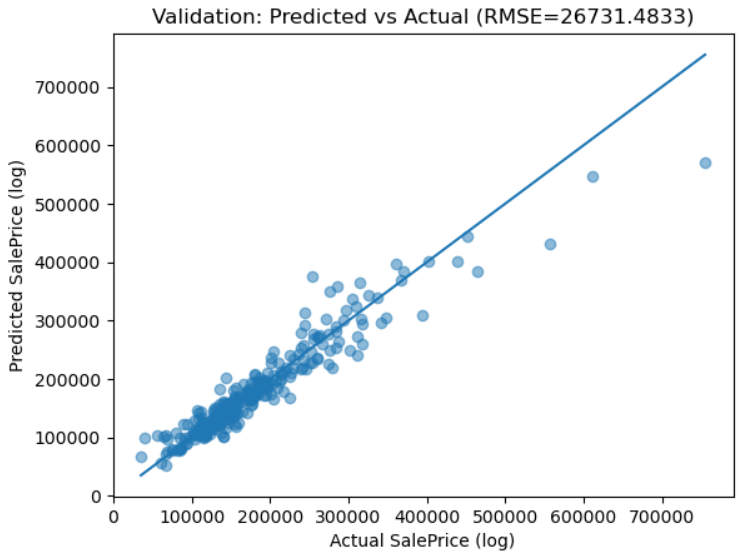 Validation: Predicted vs Actual (RMSE=26731.4833)
Predicted SalePrice (log)
700000
600000
500000
400000
300000
200000
100000
0
0 100000 200000 300000 400000 500000 600000 700000
Actual SalePrice (log)